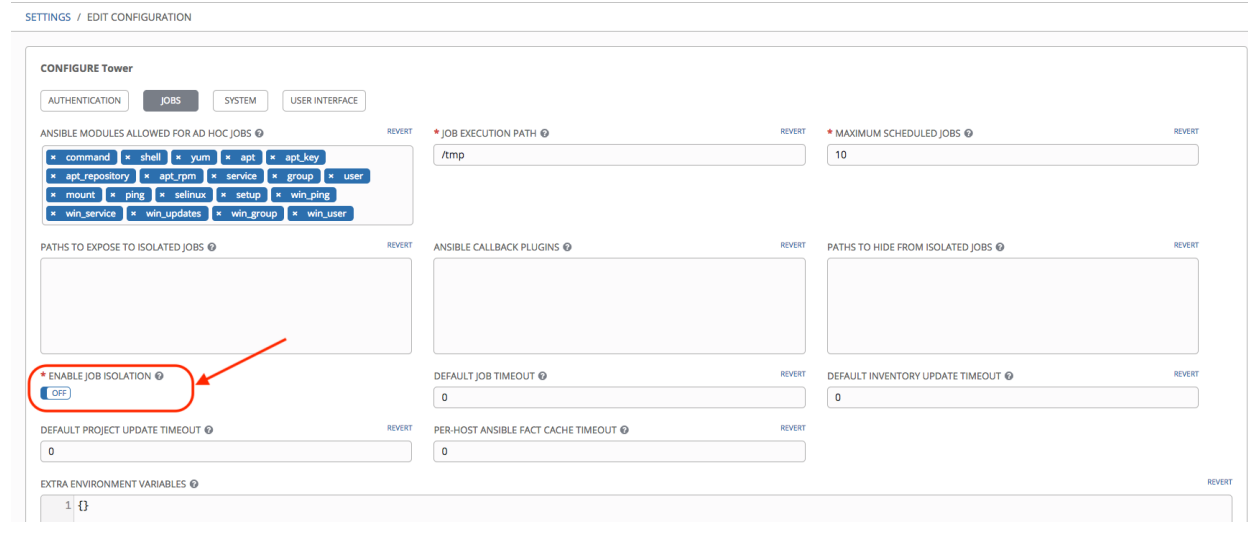 SETTINGS / EDIT CONFIGURATION
CONFIGURE Tower
AUTHENTICATION JOBS SYSTEM USER INTERFACE
ANSIBLE MODULES ALLOWED FOR AD HOC JOBS REVERT
* JOB EXECUTION PATH REVERT
* MAXIMUM SCHEDULED JOBS REVERT
× command × shell × yum × apt × apt_key
× apt_repository × apt_rpm × service × group × user
× mount × ping × selinux × setup × win_ping
× win_service × win_updates × win_group × win_user
/tmp
10
PATHS TO EXPOSE TO ISOLATED JOBS REVERT
ANSIBLE CALLBACK PLUGINS REVERT
PATHS TO HIDE FROM ISOLATED JOBS REVERT
* ENABLE JOB ISOLATION
OFF
DEFAULT JOB TIMEOUT REVERT
0
DEFAULT INVENTORY UPDATE TIMEOUT REVERT
0
DEFAULT PROJECT UPDATE TIMEOUT REVERT
0
PER-HOST ANSIBLE FACT CACHE TIMEOUT REVERT
0
EXTRA ENVIRONMENT VARIABLES REVERT
1 {}